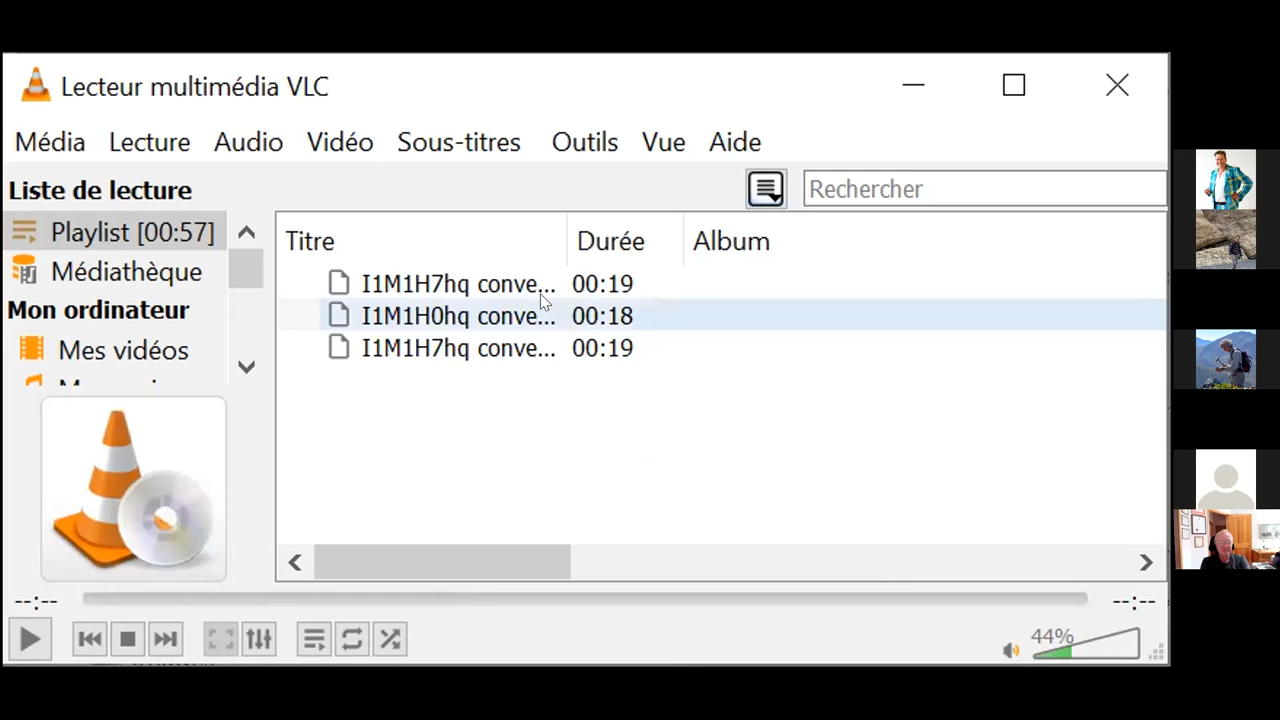 Lecteur multimédia VLC
Média Lecture Audio Vidéo Sous-titres Outils Vue Aide
Liste de lecture
Rechercher
Playlist [00:57]
Médiathèque
Mon ordinateur
Mes vidéos
Titre Durée Album
I1M1H7hq conve... 00:19
I1M1H0hq conve... 00:18
I1M1H7hq conve... 00:19
--:-- --:--
44%